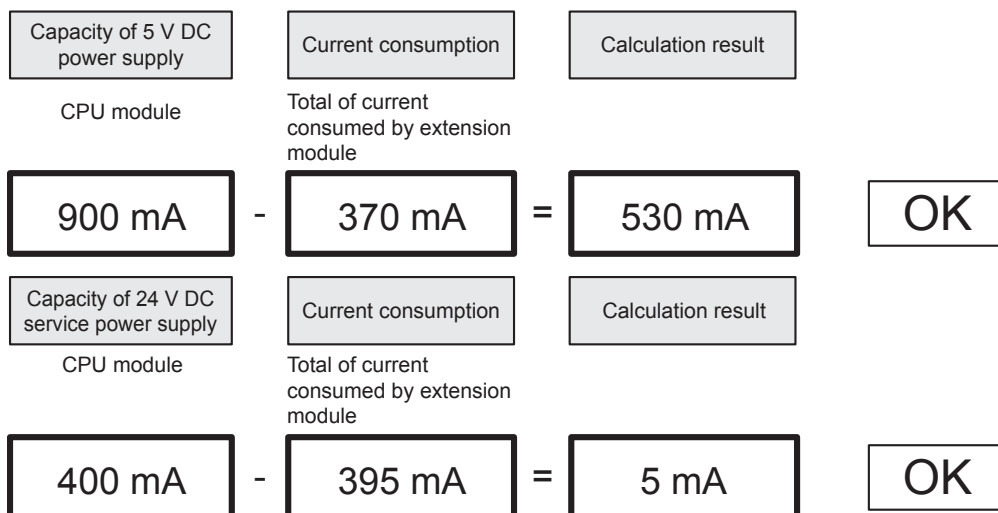 Capacity of 5 V DC
power supply
Current consumption
Calculation result
CPU module
Total of current
consumed by extension
module
900 mA - 370 mA = 530 mA OK
Capacity of 24 V DC
service power supply
Current consumption
Calculation result
CPU module
Total of current
consumed by extension
module
400 mA - 395 mA = 5 mA OK